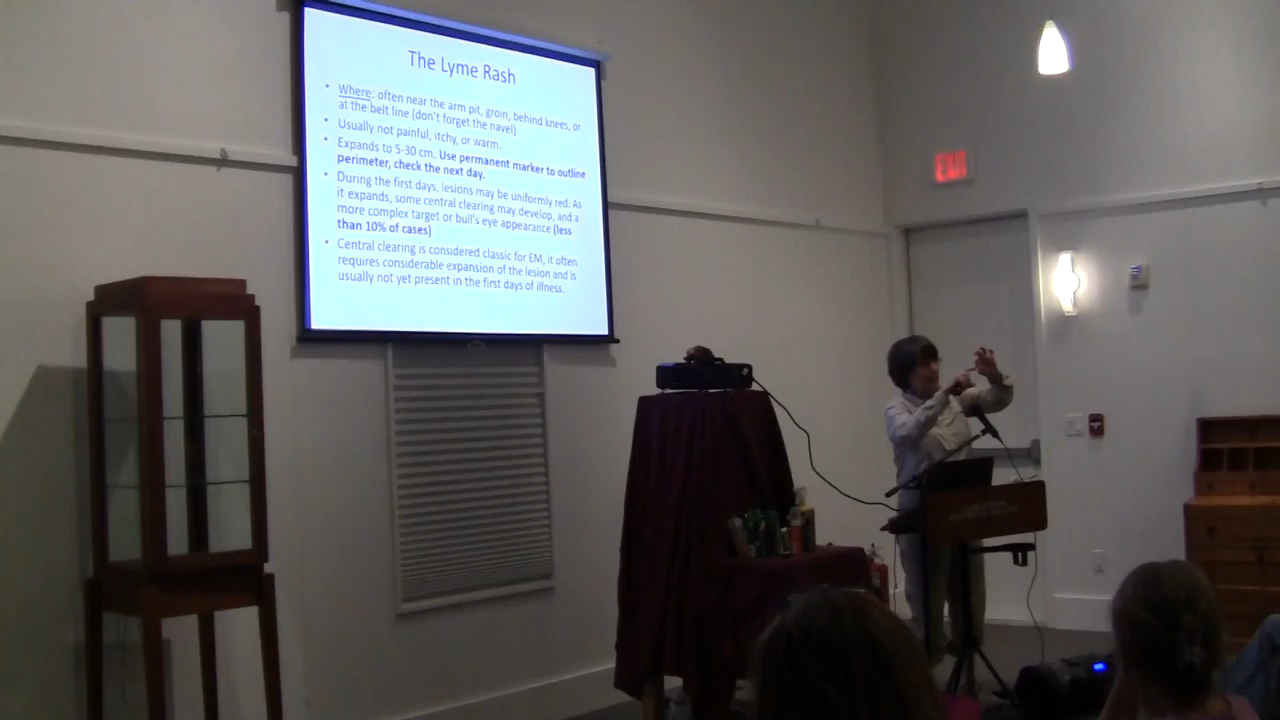 The Lyme Rash
• Where: often near the arm pit, groin, behind knees, or
at the belt line (don't forget the navel)
• Usually not painful, itchy, or warm.
• Expands to 5-30 cm. Use permanent marker to outline
perimeter, check the next day.
• During the first days, lesions may be uniformly red. As
it expands, some central clearing may develop, and a
more complex target or bull's eye appearance (less
than 10% of cases)
• Central clearing is considered classic for EM, it often
requires considerable expansion of the lesion and is
usually not yet present in the first days of illness.
EXIT